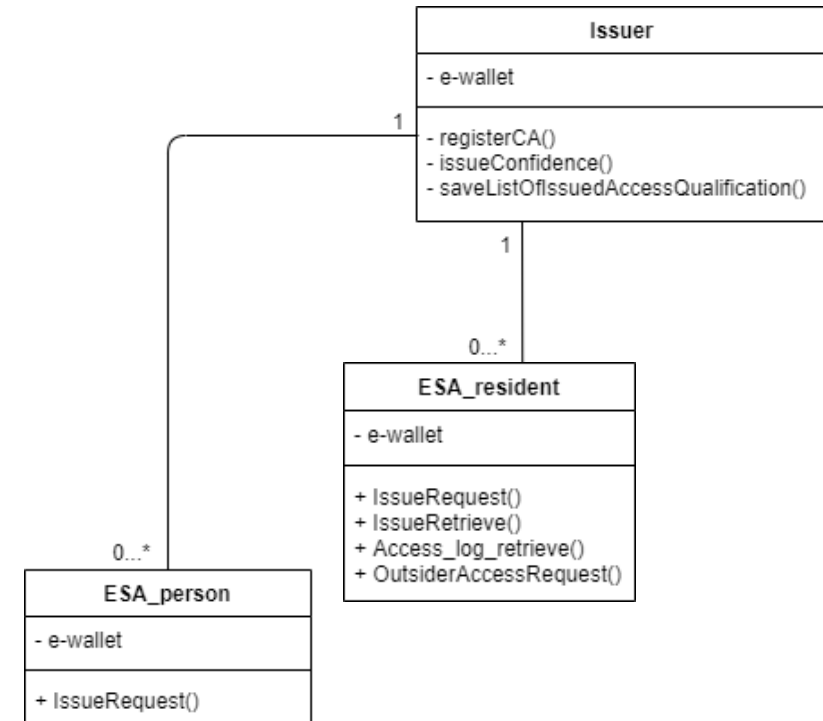 Issuer
- e-wallet
1
- registerCA()
- issueConfidence()
- saveListOfIssuedAccessQualification()
1
0...*
ESA_resident
- e-wallet
+ IssueRequest()
+ IssueRetrieve()
+ Access_log_retrieve()
+ OutsiderAccessRequest()
0...*
ESA_person
- e-wallet
+ IssueRequest()